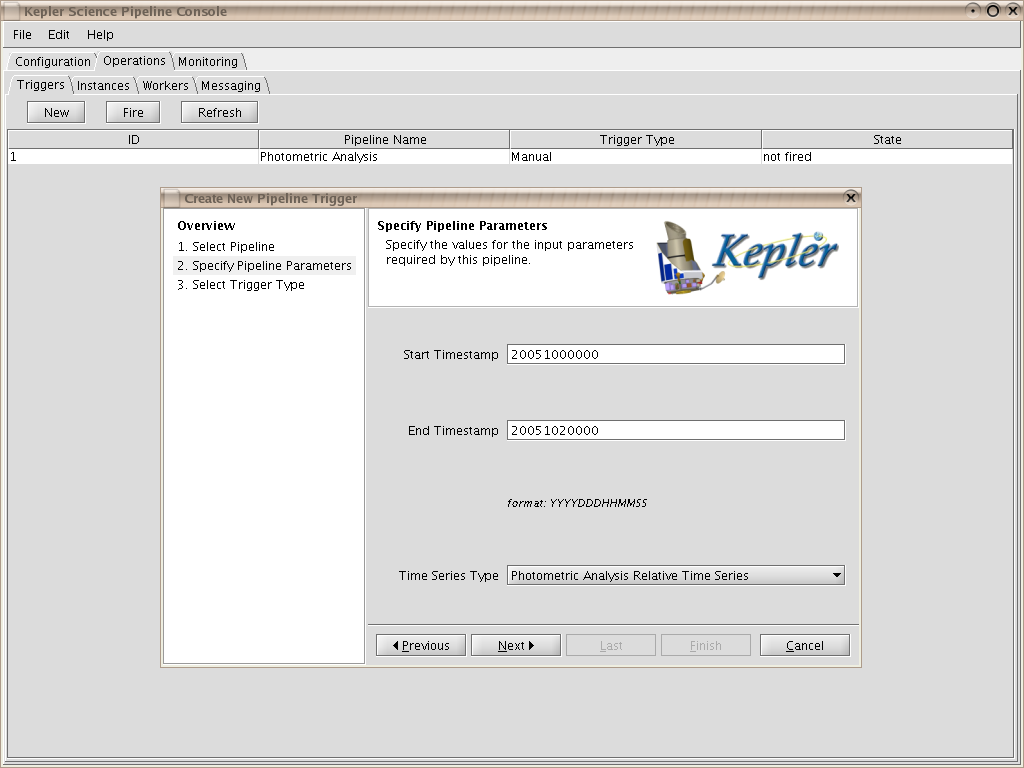 Kepler Science Pipeline Console
File Edit Help
Configuration Operations Monitoring
Triggers Instances Workers Messaging
New Fire Refresh
ID Pipeline Name Trigger Type State
1 Photometric Analysis Manual not fired
Create New Pipeline Trigger
Overview
1. Select Pipeline
2. Specify Pipeline Parameters
3. Select Trigger Type
Specify Pipeline Parameters
Specify the values for the input parameters
required by this pipeline.
Kepler
Start Timestamp 20051000000
End Timestamp 20051020000
format: YYYYDDDHHMMSS
Time Series Type Photometric Analysis Relative Time Series
Previous Next Last Finish Cancel